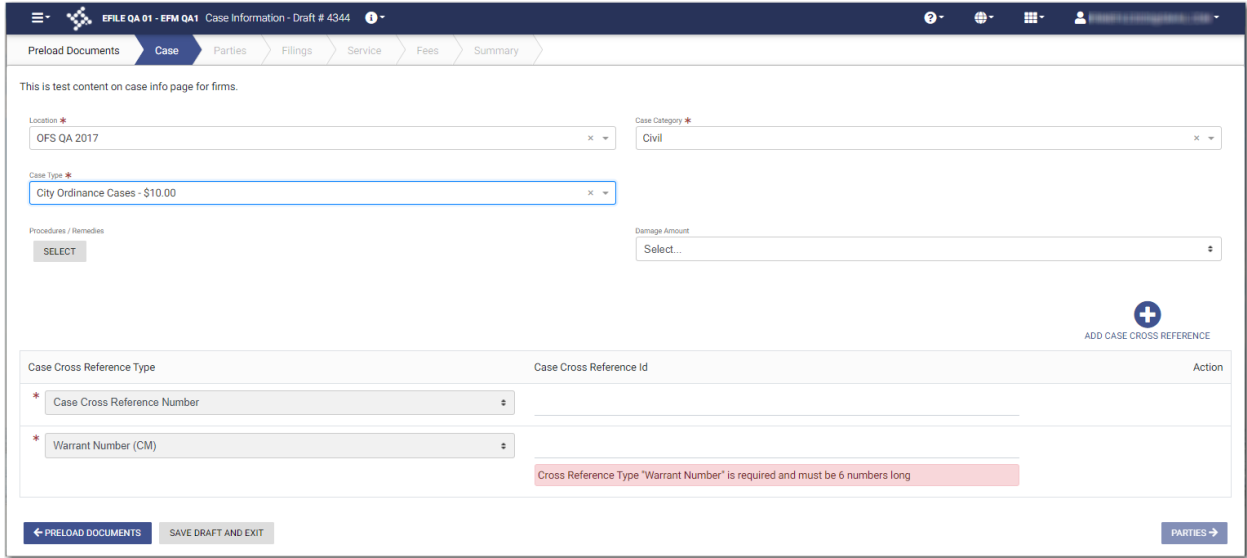 EFILE QA 01 - EFM QA1 Case Information - Draft # 4344
Preload Documents Case Parties Filings Service Fees Summary
This is test content on case info page for firms.
Location * Case Category *
OFS QA 2017 Civil
Case Type *
City Ordinance Cases - $10.00
Procedures / Remedies Damage Amount
SELECT Select...
ADD CASE CROSS REFERENCE
Case Cross Reference Type Case Cross Reference Id Action
* Case Cross Reference Number
* Warrant Number (CM)
Cross Reference Type "Warrant Number" is required and must be 6 numbers long
← PRELOAD DOCUMENTS SAVE DRAFT AND EXIT PARTIES →